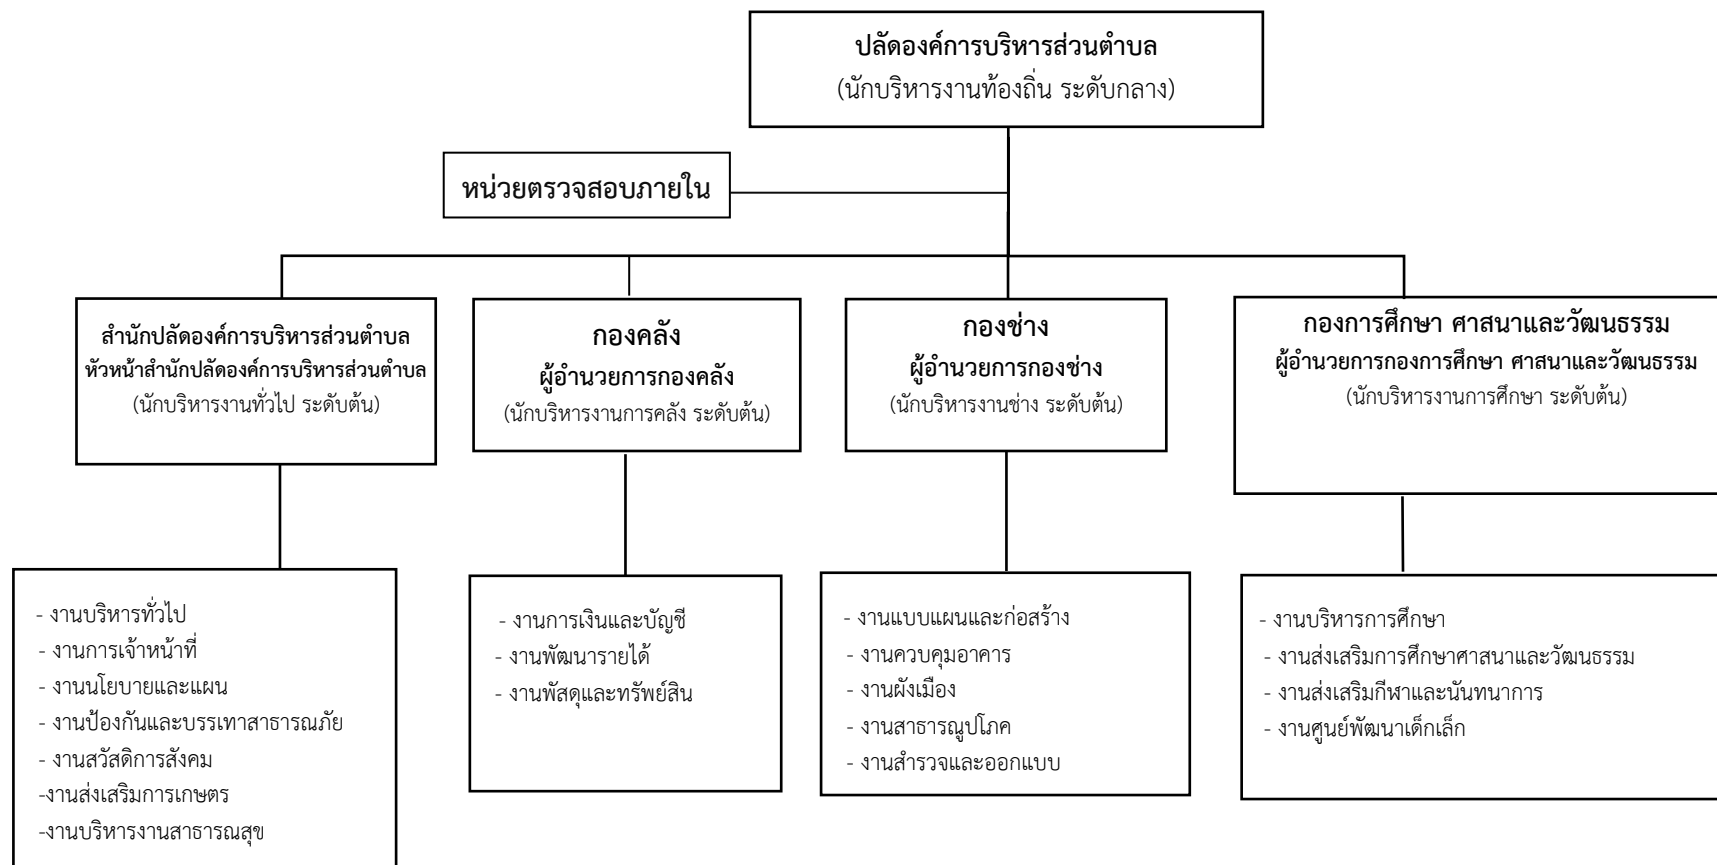 ปลัดองค์การบริหารส่วนตำบล
(นักบริหารงานท้องถิ่น ระดับกลาง)
หน่วยตรวจสอบภายใน
สำนักปลัดองค์การบริหารส่วนตำบล
หัวหน้าสำนักปลัดองค์การบริหารส่วนตำบล
(นักบริหารงานทั่วไป ระดับต้น)
กองคลัง
ผู้อำนวยการกองคลัง
(นักบริหารงานการคลัง ระดับต้น)
กองช่าง
ผู้อำนวยการกองช่าง
(นักบริหารงานช่าง ระดับต้น)
กองการศึกษา ศาสนาและวัฒนธรรม
ผู้อำนวยการกองการศึกษา ศาสนาและวัฒนธรรม
(นักบริหารงานการศึกษา ระดับต้น)
- งานบริหารทั่วไป
- งานการเจ้าหน้าที่
- งานนโยบายและแผน
- งานป้องกันและบรรเทาสาธารณภัย
- งานสวัสดิการสังคม
-งานส่งเสริมการเกษตร
-งานบริหารงานสาธารณสุข
- งานการเงินและบัญชี
- งานพัฒนารายได้
- งานพัสดุและทรัพย์สิน
- งานแบบแผนและก่อสร้าง
- งานควบคุมอาคาร
- งานผังเมือง
- งานสาธารณูปโภค
- งานสำรวจและออกแบบ
- งานบริหารการศึกษา
- งานส่งเสริมการศึกษาศาสนาและวัฒนธรรม
- งานส่งเสริมกีฬาและนันทนาการ
- งานศูนย์พัฒนาเด็กเล็ก